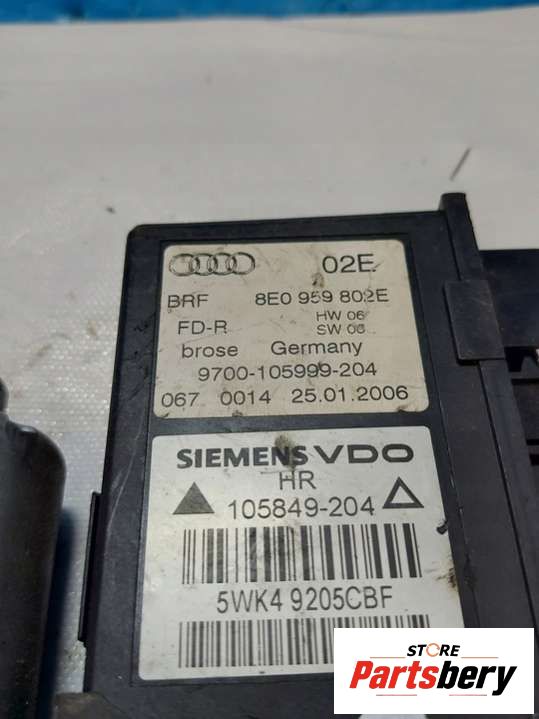 02E
BRF 8E0 959 802E
FD-R HW 06
SW 06
brose Germany
9700-105999-204
067 0014 25.01.2006
SIEMENS VDO
HR
105849-204
5WK4 9205CBF
STORE
Partsbery